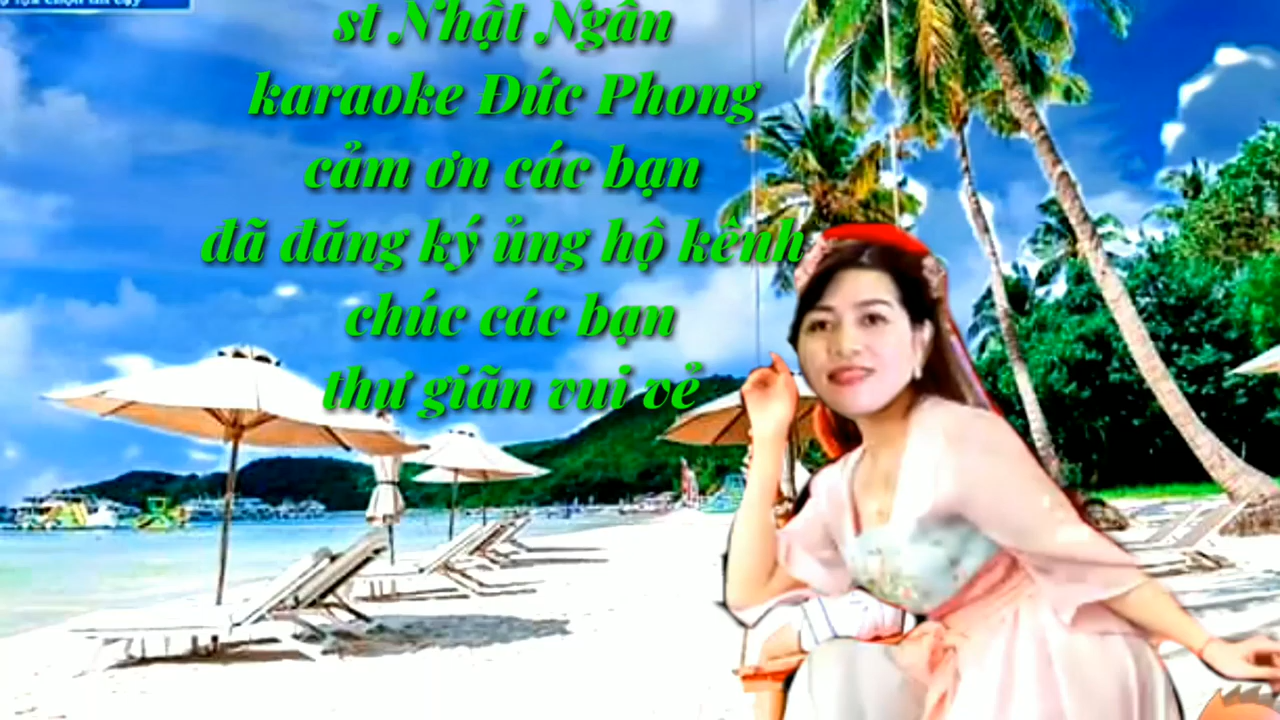 st Nhật Ngân
karaoke Đức Phong
cảm ơn các bạn
đã đăng ký ủng hộ kênh
chúc các bạn
thư giãn vui vẻ